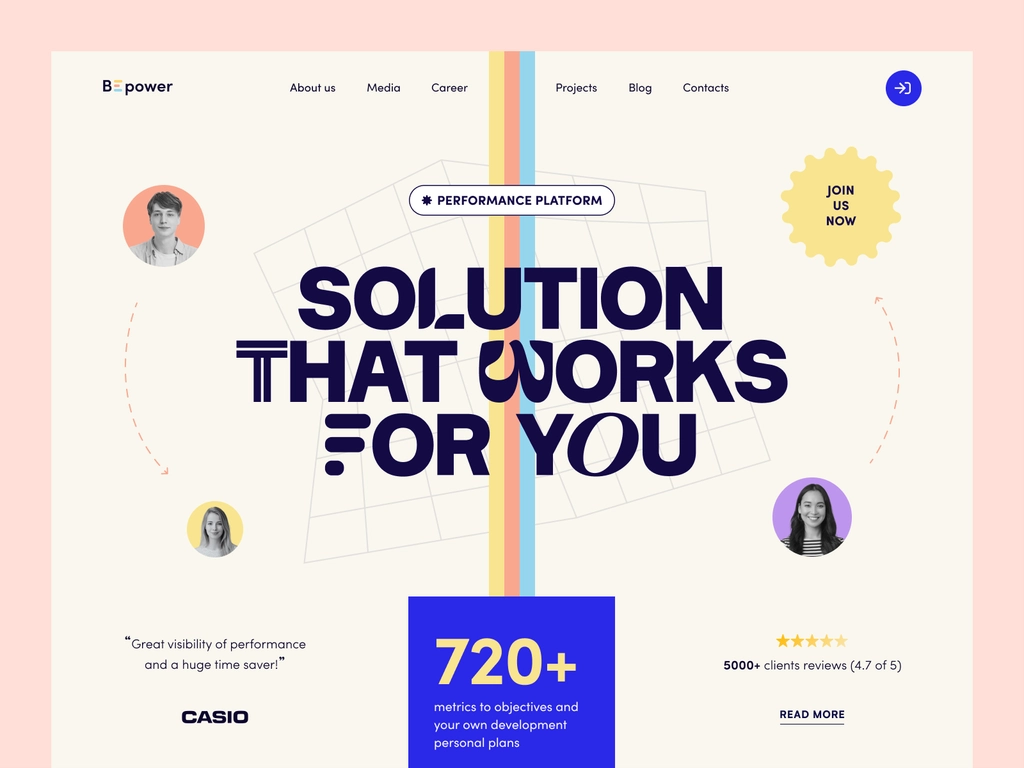 BEpower
About us
Media
Career
Projects
Blog
Contacts
PERFORMANCE PLATFORM
JOIN
US
NOW
SOLUTION
THAT WORKS
FOR YOU
“Great visibility of performance
and a huge time saver!”
CASIO
720+
metrics to objectives and
your own development
personal plans
5000+ clients reviews (4.7 of 5)
READ MORE